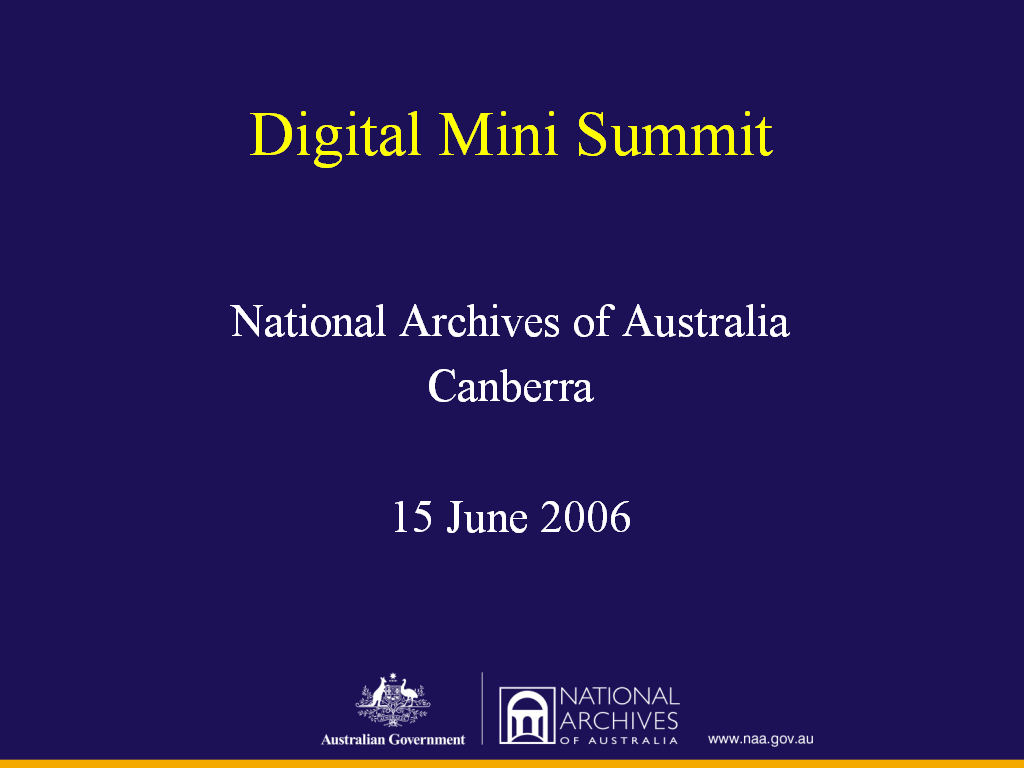 Digital Mini Summit
National Archives of Australia
Canberra
15 June 2006
Australian Government
NATIONAL
ARCHIVES
OF AUSTRALIA
www.naa.gov.au